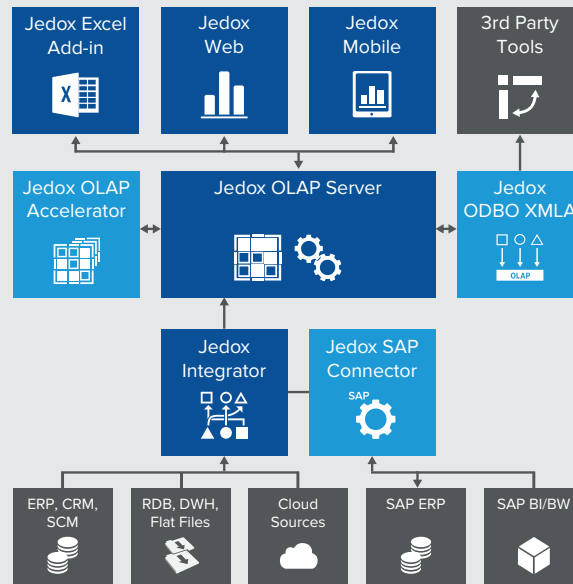 Jedox Excel
Add-in
Jedox
Web
Jedox
Mobile
3rd Party
Tools
X
Jedox OLAP
Accelerator
Jedox OLAP Server
Jedox
ODBO XMLA
OLAP
Jedox
Integrator
Jedox SAP
Connector
SAP
ERP, CRM,
SCM
RDB, DWH,
Flat Files
Cloud
Sources
SAP ERP
SAP BI/BW